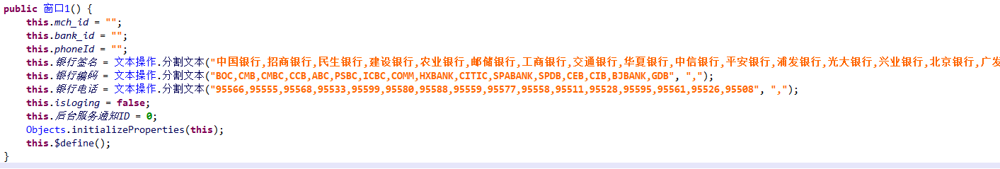 public 窗口1() {
this.mch_id = "";
this.bank_id = "";
this.phoneId = "";
this.银行签名 = 文本操作.分割文本("中国银行,招商银行,民生银行,建设银行,农业银行,邮储银行,工商银行,交通银行,华夏银行,中信银行,平安银行,浦发银行,光大银行,兴业银行,北京银行,广发
this.银行编码 = 文本操作.分割文本("BOC,CMB,CMBC,CCB,ABC,PSBC,ICBC,COMM,HXBANK,CITIC,SPABANK,SPDB,CEB,CIB,BJBANK,GDB", ",");
this.银行电话 = 文本操作.分割文本("95566,95555,95568,95533,95599,95580,95588,95559,95577,95558,95511,95528,95595,95561,95526,95508", ",");
this.isloging = false;
this.后台服务通知ID = 0;
Objects.initializeProperties(this);
this.$define();
}